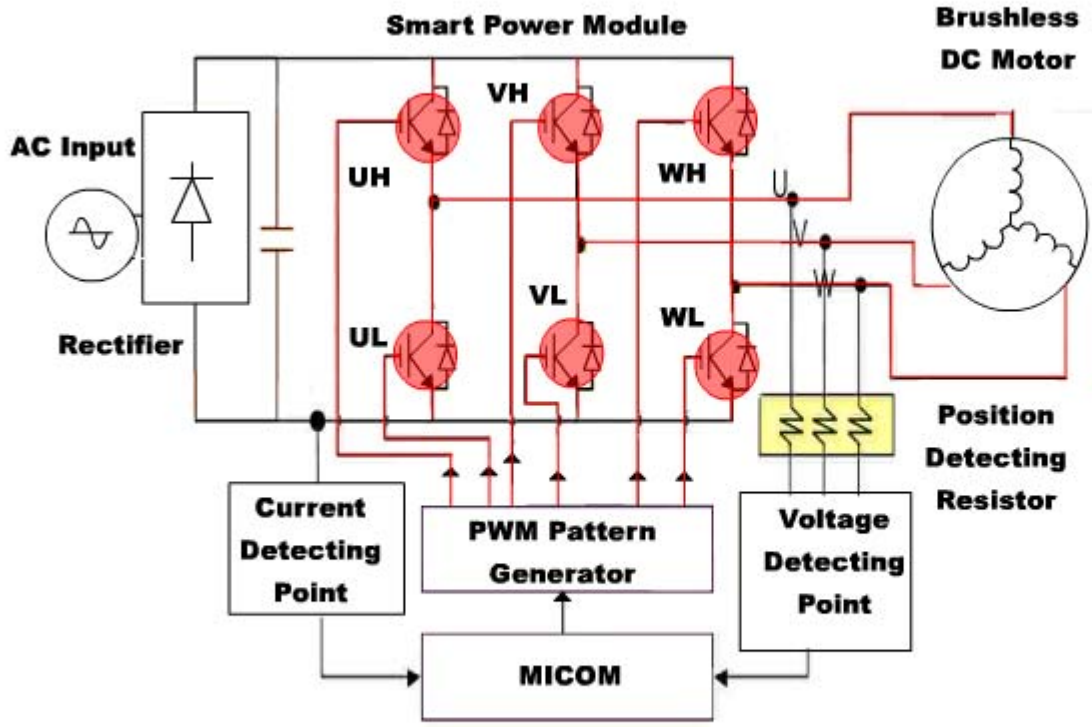 Smart Power Module
Brushless
DC Motor
AC Input
VH
UH
WH
U
V
W
VL
UL
WL
Rectifier
Position
Detecting
Resistor
Current
Detecting
Point
PWM Pattern
Generator
Voltage
Detecting
Point
MICOM